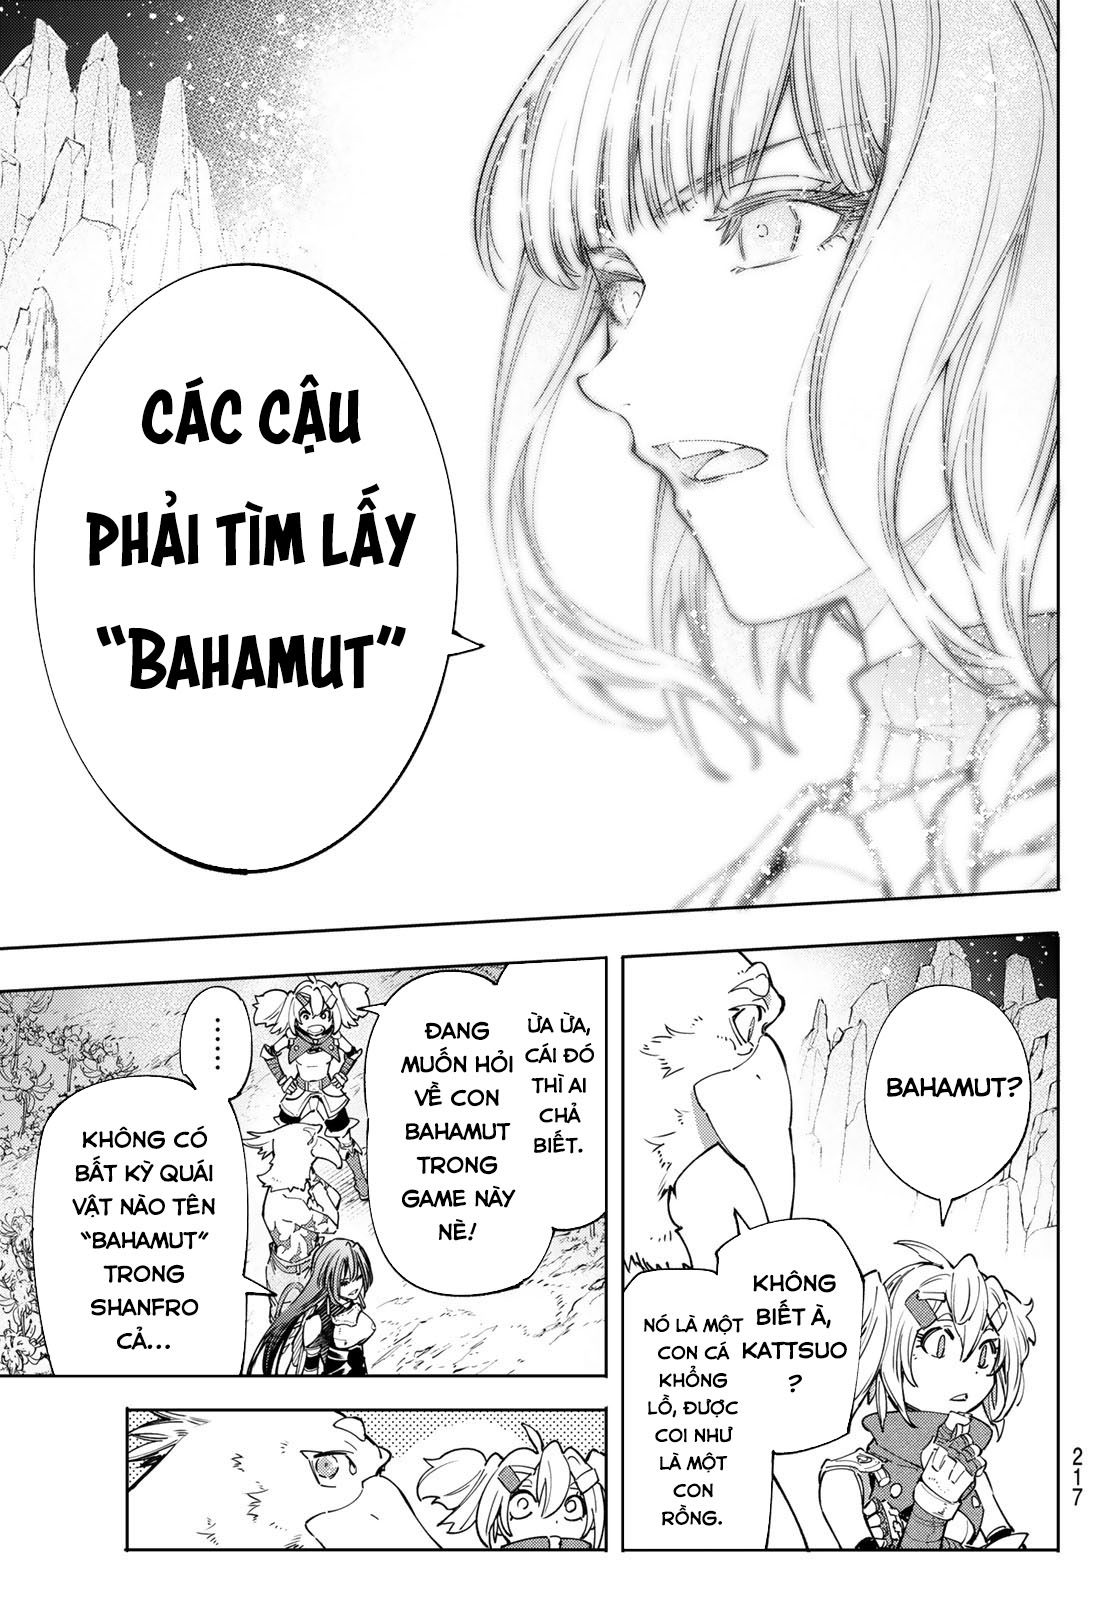 CÁC CẬU
PHẢI TÌM LẤY
“BAHAMUT”
BAHAMUT?
KHÔNG
BIẾT À,
KATTSUO
?
NÓ LÀ MỘT
CON CÁ
KHỔNG
LỒ, ĐƯỢC
COI NHƯ
LÀ MỘT
CON
RỒNG.
ỪA ỪA,
CÁI ĐÓ
THÌ AI
CHẢ
BIẾT.
ĐANG
MUỐN HỎI
VỀ CON
BAHAMUT
TRONG
GAME NÀY
NÈ!
......
KHÔNG CÓ
BẤT KỲ QUÁI
VẬT NÀO TÊN
“BAHAMUT”
TRONG
SHANFRO
CẢ...
217